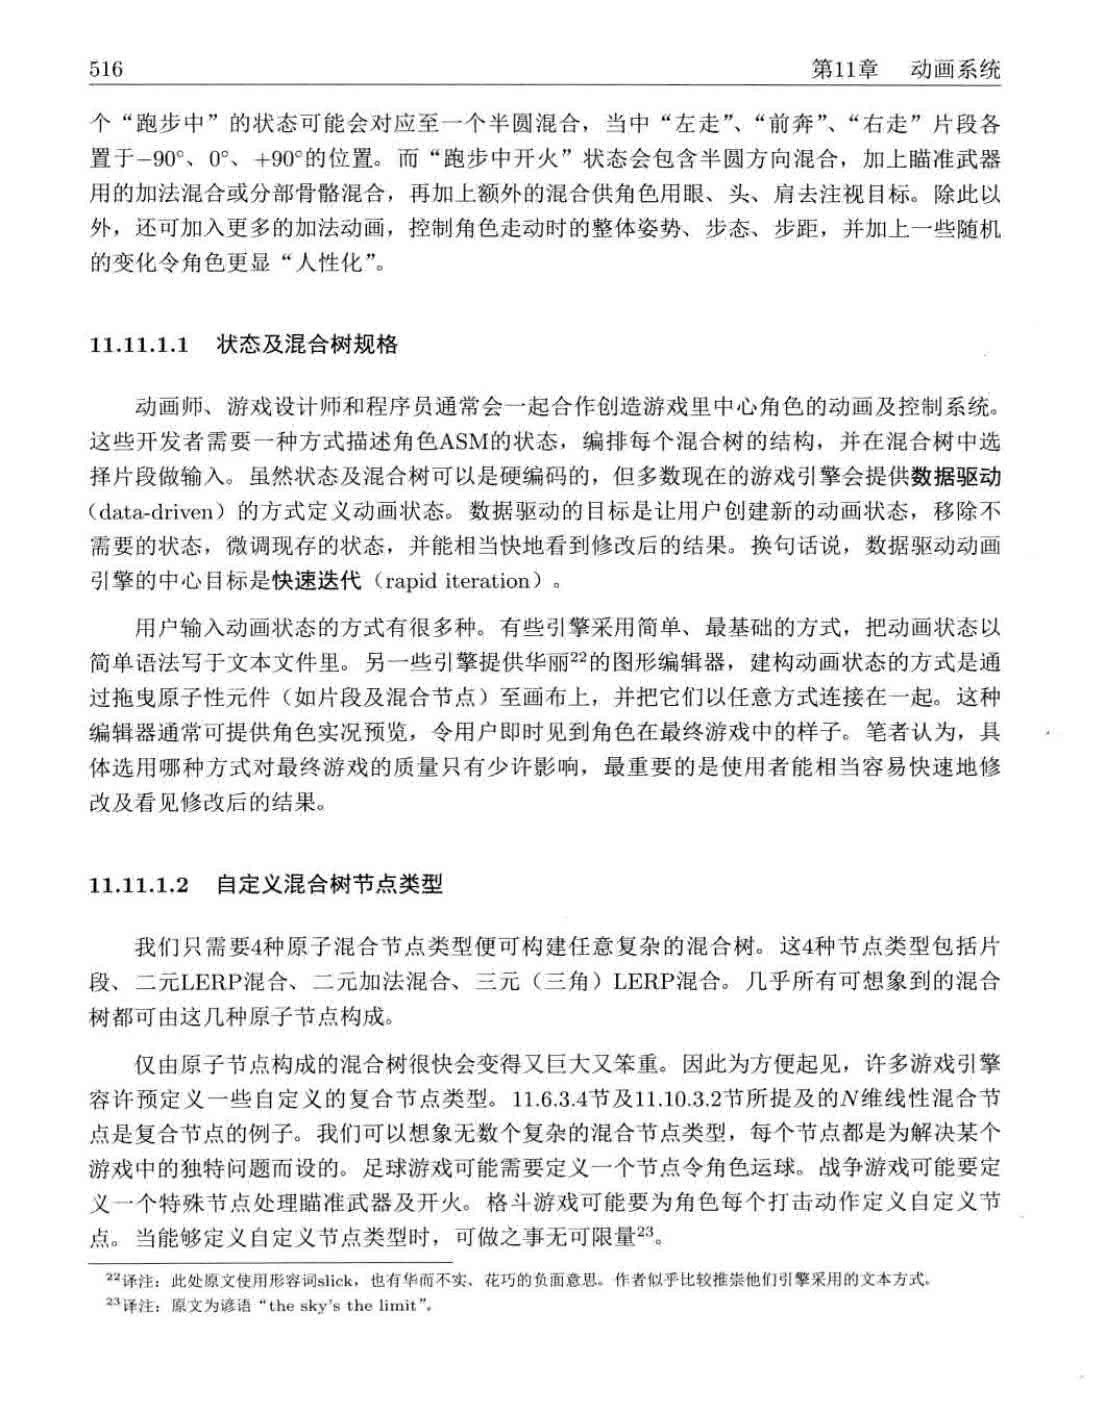 516 第11章 动画系统
个“跑步中”的状态可能会对应至一个半圆混合，当中“左走”、“前奔”、“右走”片段各
置于−90°、0°、+90°的位置。而“跑步中开火”状态会包含半圆方向混合，加上瞄准武器
用的加法混合或分部骨骼混合，再加上额外的混合供角色用眼、头、肩去注视目标。除此以
外，还可加入更多的加法动画，控制角色走动时的整体姿势、步态、步距，并加上一些随机
的变化令角色更显“人性化”。
11.11.1.1 状态及混合树规格
动画师、游戏设计师和程序员通常会一起合作创造游戏里中心角色的动画及控制系统。
这些开发者需要一种方式描述角色ASM的状态，编排每个混合树的结构，并在混合树中选
择片段做输入。虽然状态及混合树可以是硬编码的，但多数现在的游戏引擎会提供数据驱动
（data-driven）的方式定义动画状态。数据驱动的目标是让用户创建新的动画状态，移除不
需要的状态，微调现存的状态，并能相当快地看到修改后的结果。换句话说，数据驱动动画
引擎的中心目标是快速迭代（rapid iteration）。
用户输入动画状态的方式有很多种。有些引擎采用简单、最基础的方式，把动画状态以
简单语法写于文本文件里。另一些引擎提供华丽22的图形编辑器，建构动画状态的方式是通
过拖曳原子性元件（如片段及混合节点）至画布上，并把它们以任意方式连接在一起。这种
编辑器通常可提供角色实况预览，令用户即时见到角色在最终游戏中的样子。笔者认为，具
体选用哪种方式对最终游戏的质量只有少许影响，最重要的是使用者能相当容易快速地修
改及看见修改后的结果。
11.11.1.2 自定义混合树节点类型
我们只需要4种原子混合节点类型便可构建任意复杂的混合树。这4种节点类型包括片
段、二元LERP混合、二元加法混合、三元（三角）LERP混合。几乎所有可想象到的混合
树都可由这几种原子节点构成。
仅由原子节点构成的混合树很快会变得又巨大又笨重。因此为方便起见，许多游戏引擎
容许预定义一些自定义的复合节点类型。11.6.3.4节及11.10.3.2节所提及的N维线性混合节
点是复合节点的例子。我们可以想象无数个复杂的混合节点类型，每个节点都是为解决某个
游戏中的独特问题而设的。足球游戏可能需要定义一个节点令角色运球。战争游戏可能要定
义一个特殊节点处理瞄准武器及开火。格斗游戏可能要为角色每个打击动作定义自定义节
点。当能够定义自定义节点类型时，可做之事无可限量23。
22译注：此处原文使用形容词slick，也有华而不实、花巧的负面意思。作者似乎比较推崇他们引擎采用的文本方式。
23译注：原文为谚语“the sky's the limit”。